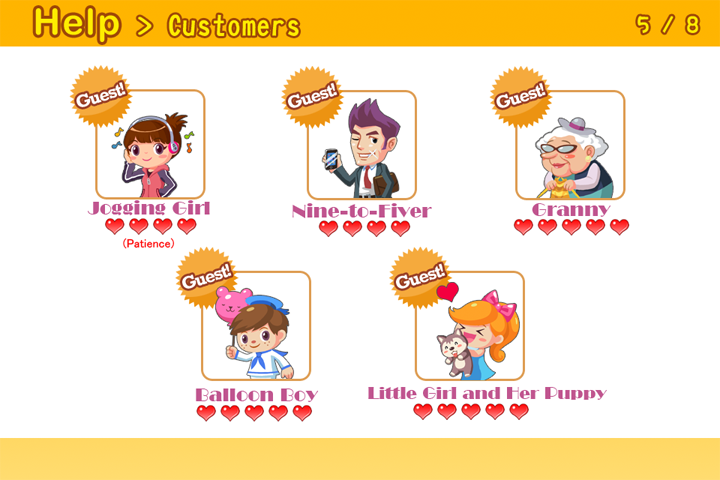 Help > Customers
5 / 8
Guest!
Guest!
Guest!
Jogging Girl
Nine-to-Fiver
Granny
(Patience)
Guest!
Guest!
Balloon Boy
Little Girl and Her Puppy